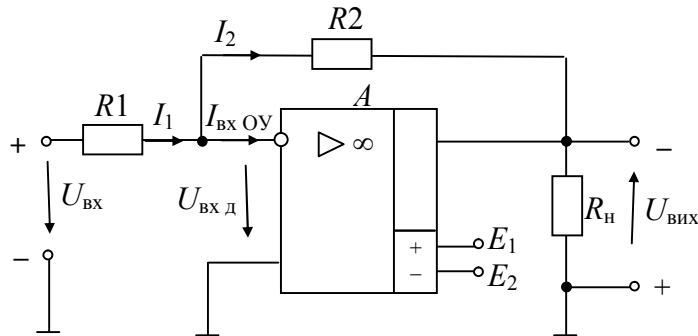 I2
R2
R1
I1
Iвх ОУ
A
+
▷ ∞
−
Uвх
Uвх д
Rн
Uвих
+
E1
−
E2
−
+